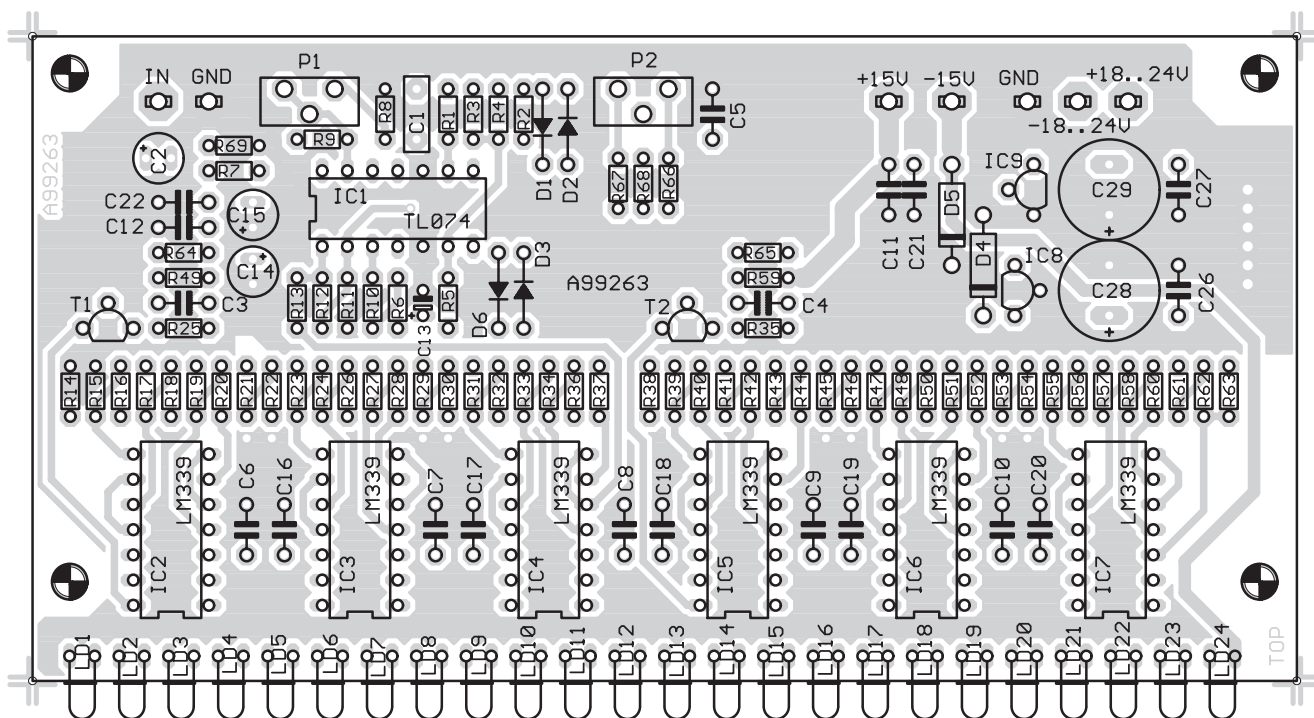 IN GND P1 P2 +15V -15V GND +18..24V
-18..24V
A99263
C2 R69 R7 R9 R8 C1 R1 R3 R4 R2 D1 D2 C5
R67 R68 R66
C22 C12 C15 C14
IC1 TL074
R64 R49 C3 R25 T1
R13 R12 R11 R10 R6 C13 R5 D6 D3
A99263
R65 R59 C4 R35 T2
C11 C21 D5 D4 IC9 IC8 C29 C28 C27 C26
R14 R15 R16 R17 R18 R19 R20 R21 R22 R23 R24 R26 R27 R28 R29 R30 R31 R32 R33 R34 R36 R37
R38 R39 R40 R41 R42 R43 R44 R45 R46 R47 R48 R50 R51 R52 R53 R54 R55 R56 R57 R58 R60 R61 R62 R63
IC2 LM339 C6 C16
IC3 LM339 C7 C17
IC4 LM339 C8 C18
IC5 LM339 C9 C19
IC6 LM339 C10 C20
IC7 LM339
TOP
LD1 LD2 LD3 LD4 LD5 LD6 LD7 LD8 LD9 LD10 LD11 LD12 LD13 LD14 LD15 LD16 LD17 LD18 LD19 LD20 LD21 LD22 LD23 LD24